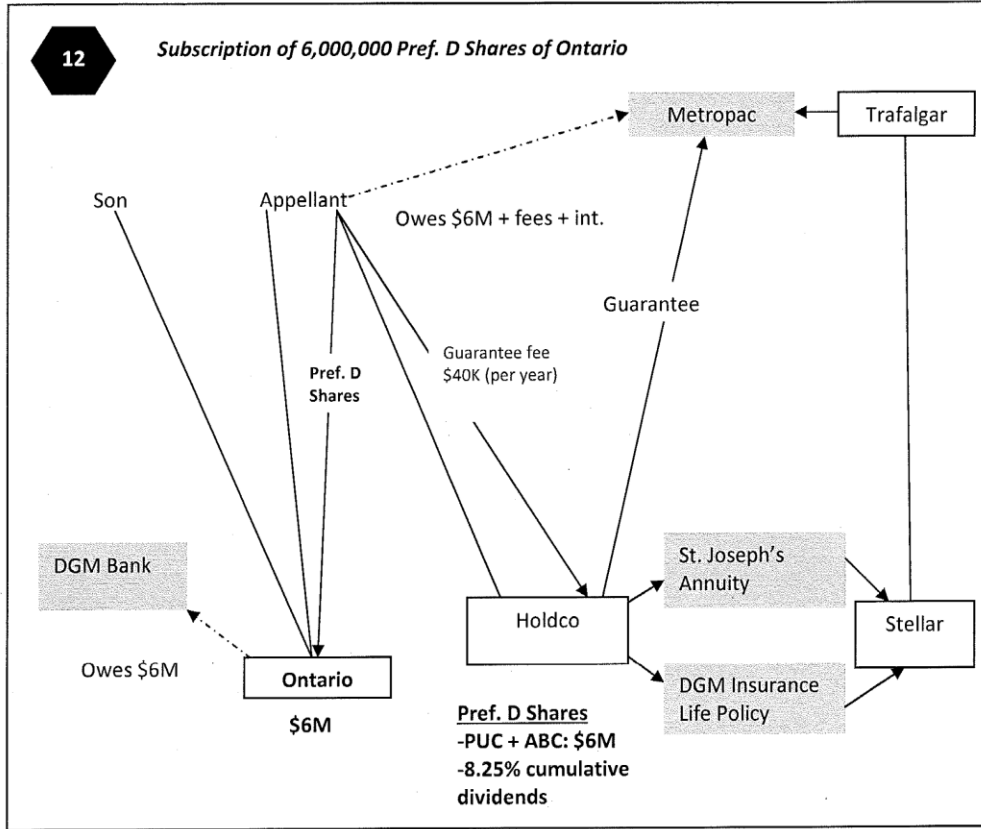 12
Subscription of 6,000,000 Pref. D Shares of Ontario
Metropac
Trafalgar
Son
Appellant
Owes $6M + fees + int.
Guarantee
Guarantee fee
$40K (per year)
Pref. D
Shares
DGM Bank
St. Joseph's
Annuity
Holdco
Stellar
Owes $6M
Ontario
DGM Insurance
Life Policy
$6M
Pref. D Shares
-PUC + ABC: $6M
-8.25% cumulative
dividends